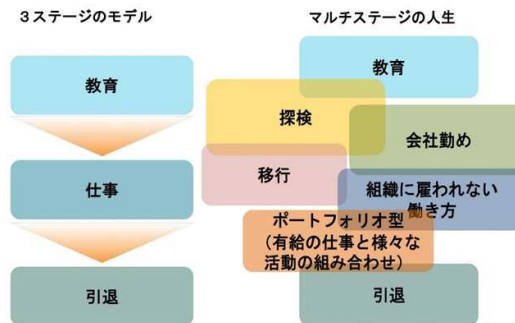 ３ステージのモデル
教育
仕事
引退
マルチステージの人生
教育
探検
会社勤め
移行
組織に雇われない
働き方
ポートフォリオ型
（有給の仕事と様々な
活動の組み合わせ）
引退